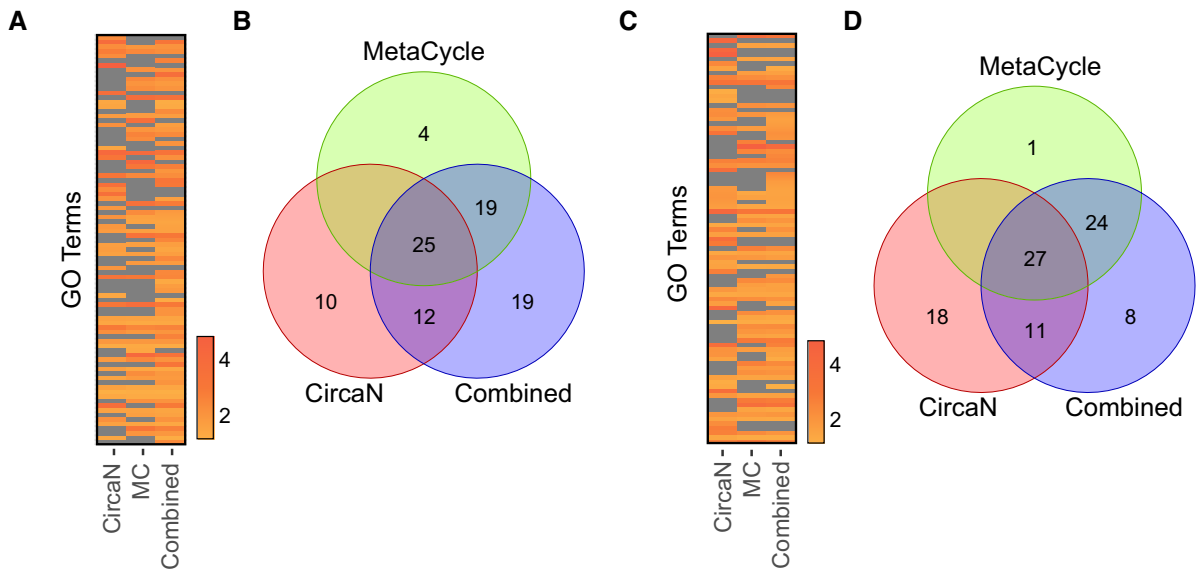 A
GO Terms
4
2
CircaN
MC
Combined
B
MetaCycle
4
19
25
10
12
19
CircaN
Combined
C
GO Terms
4
2
CircaN
MC
Combined
D
MetaCycle
1
24
27
18
11
8
CircaN
Combined